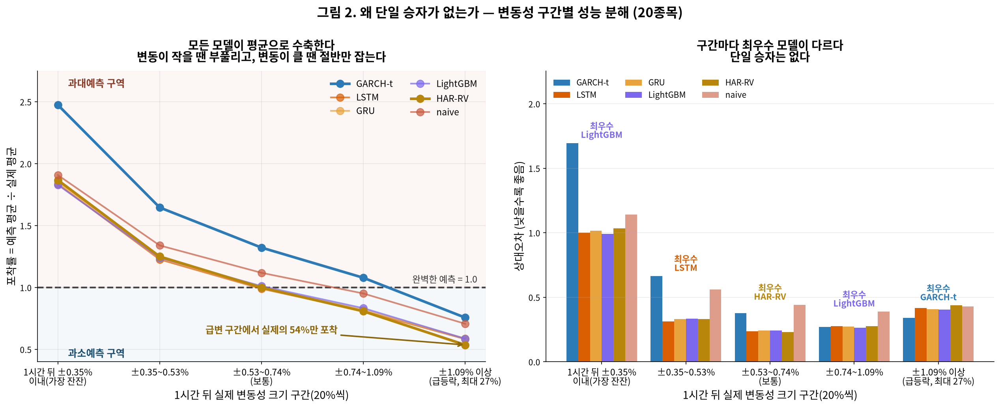 그림 2. 왜 단일 승자가 없는가 — 변동성 구간별 성능 분해 (20종목)
모든 모델이 평균으로 수축한다
변동이 작을 땐 부풀리고, 변동이 클 땐 절반만 잡는다
과대예측 구역
GARCH-t
LSTM
GRU
LightGBM
HAR-RV
naive
완벽한 예측 = 1.0
급변 구간에서 실제의 54%만 포착
과소예측 구역
포착률 = 예측 평균 ÷ 실제 평균
2.5
2.0
1.5
1.0
0.5
1시간 뒤 ±0.35%
이내(가장 잔잔)
±0.35~0.53%
±0.53~0.74%
(보통)
±0.74~1.09%
±1.09% 이상
(급등락, 최대 27%)
1시간 뒤 실제 변동성 크기 구간(20%씩)
구간마다 최우수 모델이 다르다
단일 승자는 없다
GARCH-t
LSTM
GRU
LightGBM
HAR-RV
naive
최우수
LightGBM
최우수
LSTM
최우수
HAR-RV
최우수
LightGBM
최우수
GARCH-t
상대오차 (낮을수록 좋음)
2.0
1.5
1.0
0.5
0.0
1시간 뒤 ±0.35%
이내(가장 잔잔)
±0.35~0.53%
±0.53~0.74%
(보통)
±0.74~1.09%
±1.09% 이상
(급등락, 최대 27%)
1시간 뒤 실제 변동성 크기 구간(20%씩)